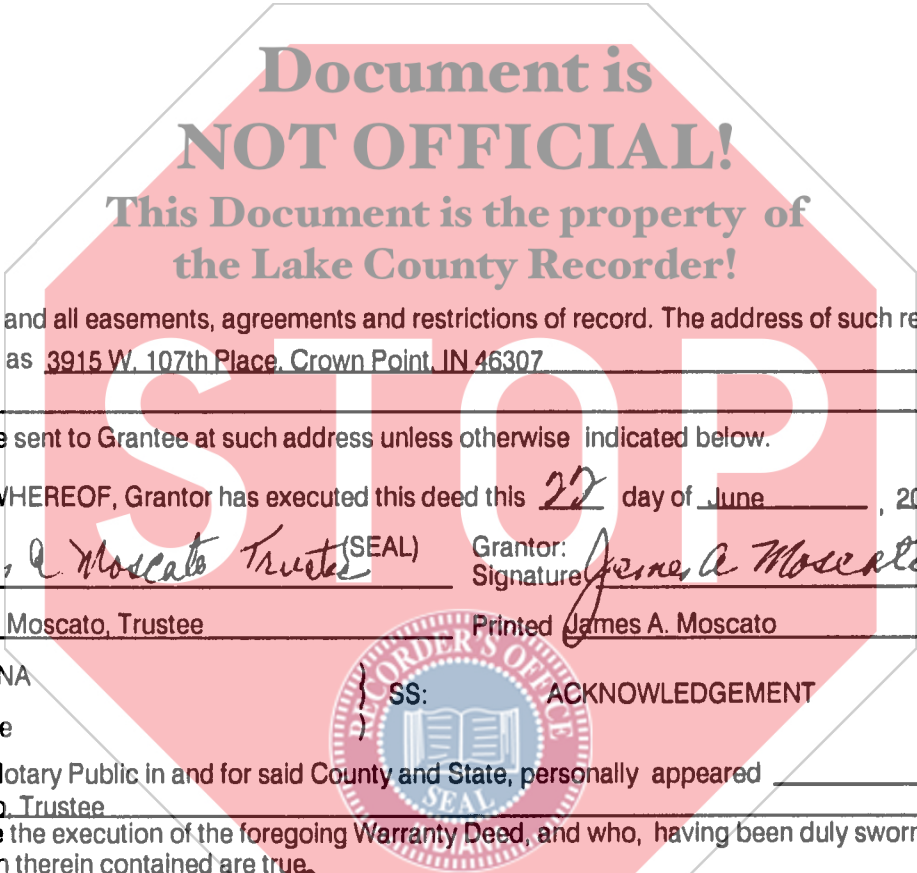 Document is
NOT OFFICIAL!
This Document is the property of
the Lake County Recorder!
and all easements, agreements and restrictions of record. The address of such re
as 3915 W. 107th Place, Crown Point, IN 46307
STOP
e sent to Grantee at such address unless otherwise indicated below.
WHEREOF, Grantor has executed this deed this 22 day of June , 20
A Moscato Trustee (SEAL) Grantor:
Signature James A Moscato
Moscato, Trustee Printed James A. Moscato
NA
SS: ACKNOWLEDGEMENT
e
Notary Public in and for said County and State, personally appeared
o, Trustee
e the execution of the foregoing Warranty Deed, and who, having been duly sworn
n therein contained are true.
RECORDER'S OFFICE
SEAL
INDIANA